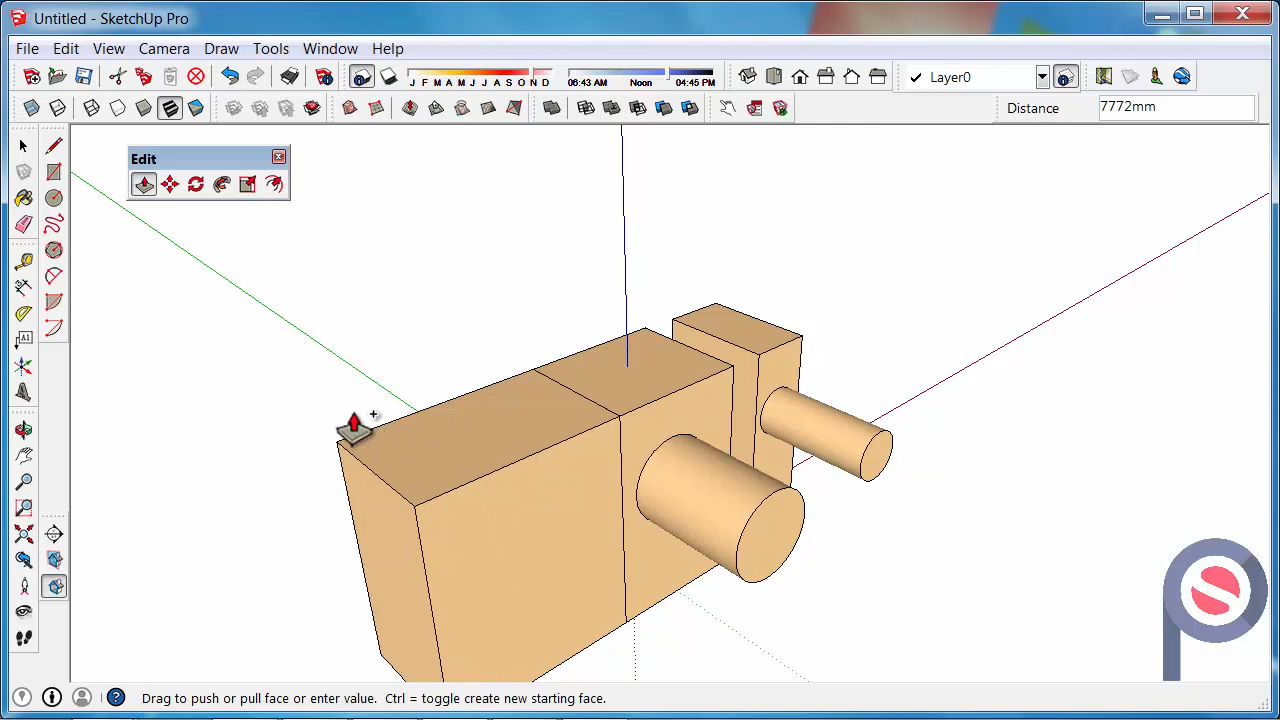 Untitled - SketchUp Pro
File Edit View Camera Draw Tools Window Help
J F M A M J J A S O N D
06:43 AM Noon 04:45 PM
Layer0
Distance 7772mm
Edit
A1
Drag to push or pull face or enter value. Ctrl = toggle create new starting face.